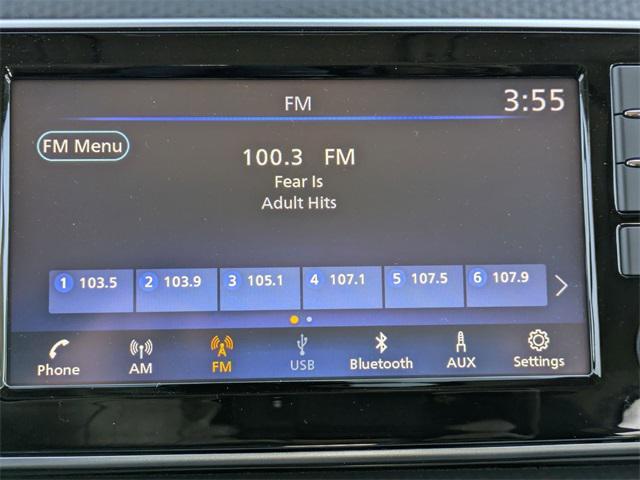 FM 3:55
FM Menu
100.3 FM
Fear Is
Adult Hits
1 103.5 2 103.9 3 105.1 4 107.1 5 107.5 6 107.9
Phone AM FM USB Bluetooth AUX Settings